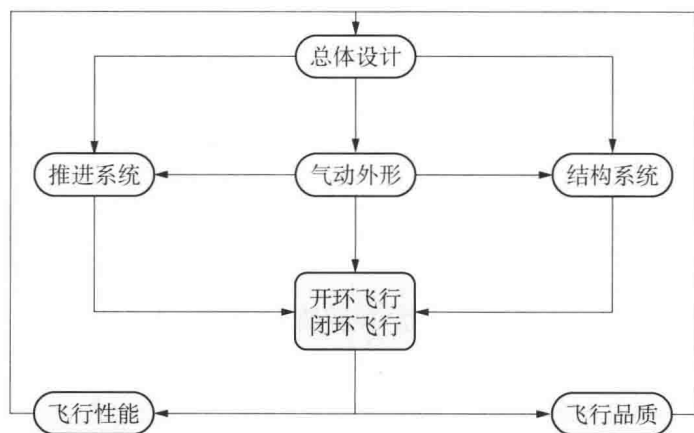 总体设计
推进系统
气动外形
结构系统
开环飞行
闭环飞行
飞行性能
飞行品质